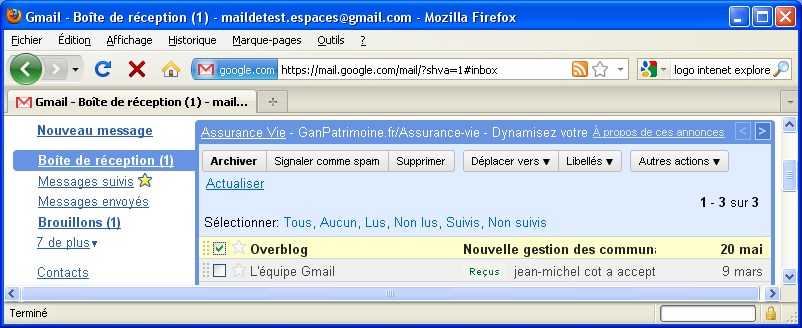 Gmail - Boîte de réception (1) - maildetest.espaces@gmail.com - Mozilla Firefox
Fichier Édition Affichage Historique Marque-pages Outils ?
google.com https://mail.google.com/mail/?shva=1#inbox logo intenet explore
Gmail - Boîte de réception (1) - mail...
Nouveau message
Assurance Vie - GanPatrimoine.fr/Assurance-vie - Dynamisez votre À propos de ces annonces < >
Boîte de réception (1)
Archiver Signaler comme spam Supprimer Déplacer vers ▼ Libellés ▼ Autres actions ▼
Messages suivis
Actualiser
Messages envoyés
1 - 3 sur 3
Brouillons (1)
Sélectionner: Tous, Aucun, Lus, Non lus, Suivis, Non suivis
7 de plus▼
Overblog Nouvelle gestion des communa 20 mai
Contacts
L'équipe Gmail Reçus jean-michel cot a accept 9 mars
Terminé